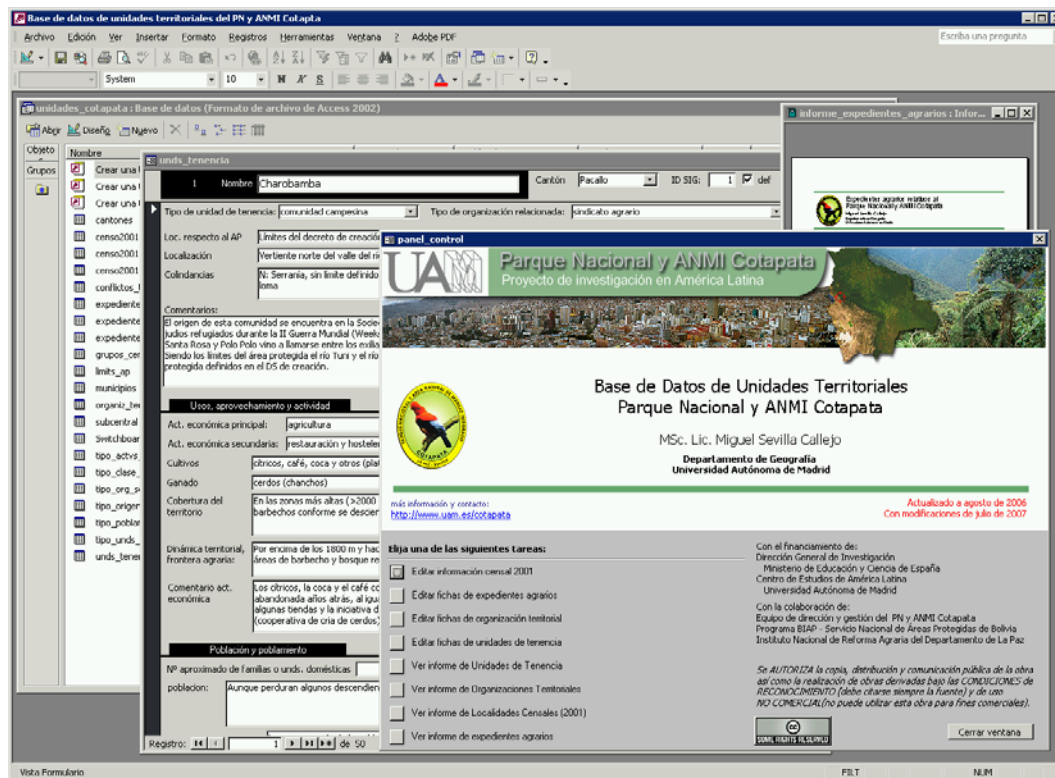 Base de datos de unidades territoriales del PN y ANMI Cotapta
Archivo Edición Ver Insertar Formato Registros Herramientas Ventana ? Adobe PDF
Escriba una pregunta
System 10 N K S
unidades_cotapata : Base de datos (Formato de archivo de Access 2002)
Abrir Diseño Nuevo
Objeto
Grupos
Nombre
Crear una
Crear una
Crear una
cantones
censo2001
censo2001
censo2001
conflictos_
expediente
expediente
expediente
grupos_cer
limits_ap
municipios
organiz_ter
subcentral
Switchboar
tipo_actvs_
tipo_clase_
tipo_org_s
tipo_origer
tipo_poblar
tipo_unds_
unds_tener
unds_tenencia
1 Nombre Charobamba
Cantón Pacallo ID SIG: 1 def
Tipo de unidad de tenencia: comunidad campesina
Tipo de organización relacionada: sindicato agrario
Loc. respecto al AP Límites del decreto de creación
Localización Vertiente norte del valle del rí
Colindancias N: Serranía, sin límite definido
loma
Comentarios:
El origen de esta comunidad se encuentra en la Socie
judíos refugiados durante la II Guerra Mundial (Week
Santa Rosa y Polo Polo vino a llamarse entre los exilia
Siendo los límites del área protegida el río Tuni y el río
protegida definidos en el DS de creación.
Usos, aprovechamiento y actividad
Act. económica principal: agricultura
Act. económica secundaria: restauración y hosteler
Cultivos cítricos, café, coca y otros (plat
Ganado cerdos (chanchos)
Cobertura del
territorio
En las zonas más altas (>2000
barbechos conforme se descier
Dinámica territorial,
frontera agraria:
Por encima de los 1800 m y hac
áreas de barbecho y bosque re
Comentario act.
económica
Los cítricos, la coca y el café co
abandonada años atrás, al igua
algunas tiendas y la iniciativa d
(cooperativa de cria de cerdos)
Población y poblamiento
Nº aproximado de familias o unds. domésticas
poblacion: Aunque perduran algunos descendien
Registro: 1 de 50
informe_expedientes_agrarios : Infor...
Expedientes agrarios relativos al
Parque Nacional y ANMI Cotapata
Miguel Sevilla Callejo
panel_control
UAM
Parque Nacional y ANMI Cotapata
Proyecto de investigación en América Latina
COTAPATA
Base de Datos de Unidades Territoriales
Parque Nacional y ANMI Cotapata
MSc. Lic. Miguel Sevilla Callejo
Departamento de Geografía
Universidad Autónoma de Madrid
más información y contacto:
http://www.uam.es/cotapata
Actualizado a agosto de 2006
Con modificaciones de julio de 2007
Elija una de las siguientes tareas:
Editar información censal 2001
Editar fichas de expedientes agrarios
Editar fichas de organización territorial
Editar fichas de unidades de tenencia
Ver informe de Unidades de Tenencia
Ver informe de Organizaciones Territoriales
Ver informe de Localidades Censales (2001)
Ver informe de expedientes agrarios
Con el financiamiento de:
Dirección General de Investigación
Ministerio de Educación y Ciencia de España
Centro de Estudios de América Latina
Universidad Autónoma de Madrid
Con la colaboración de:
Equipo de dirección y gestión del PN y ANMI Cotapata
Programa BIAP - Servicio Nacional de Áreas Protegidas de Bolivia
Instituto Nacional de Reforma Agraria del Departamento de La Paz
Se AUTORIZA la copia, distribución y comunicación pública de la obra
así como la realización de obras derivadas bajo las CONDICIONES de
RECONOCIMIENTO (debe citarse siempre la fuente) y de uso
NO COMERCIAL(no puede utilizar esta obra para fines comerciales).
cc
SOME RIGHTS RESERVED
Cerrar ventana
Vista Formulario
FILT
NUM